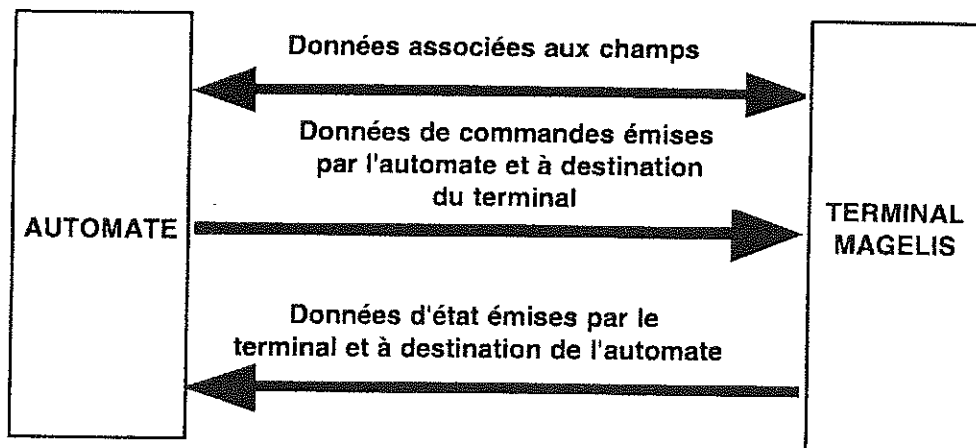 Données associées aux champs
Données de commandes émises
par l'automate et à destination
du terminal
AUTOMATE
TERMINAL
MAGELIS
Données d'état émises par le
terminal et à destination de l'automate